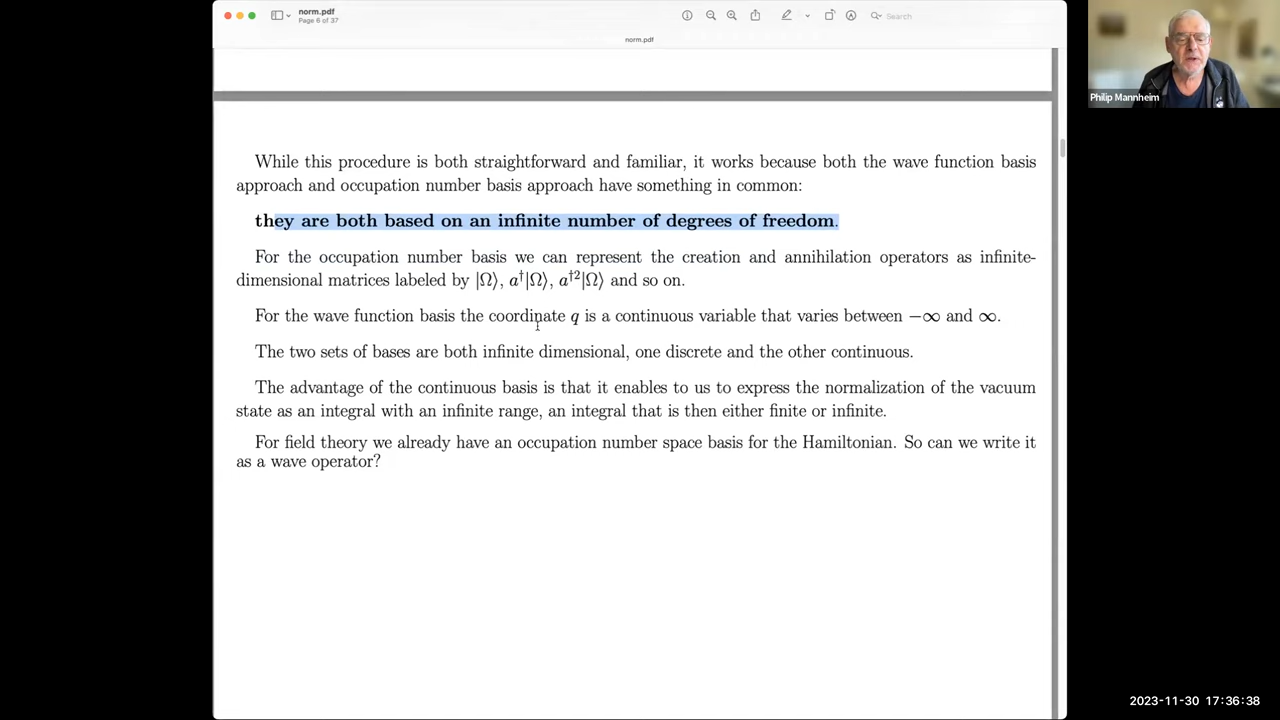 norm.pdf
Page 6 of 37
Search
norm.pdf
Philip Mannheim
While this procedure is both straightforward and familiar, it works because both the wave function basis
approach and occupation number basis approach have something in common:
they are both based on an infinite number of degrees of freedom.
For the occupation number basis we can represent the creation and annihilation operators as infinite-
dimensional matrices labeled by |Ω⟩, a†|Ω⟩, a†2|Ω⟩ and so on.
For the wave function basis the coordinate q is a continuous variable that varies between −∞ and ∞.
The two sets of bases are both infinite dimensional, one discrete and the other continuous.
The advantage of the continuous basis is that it enables to us to express the normalization of the vacuum
state as an integral with an infinite range, an integral that is then either finite or infinite.
For field theory we already have an occupation number space basis for the Hamiltonian. So can we write it
as a wave operator?
2023-11-30 17:36:38